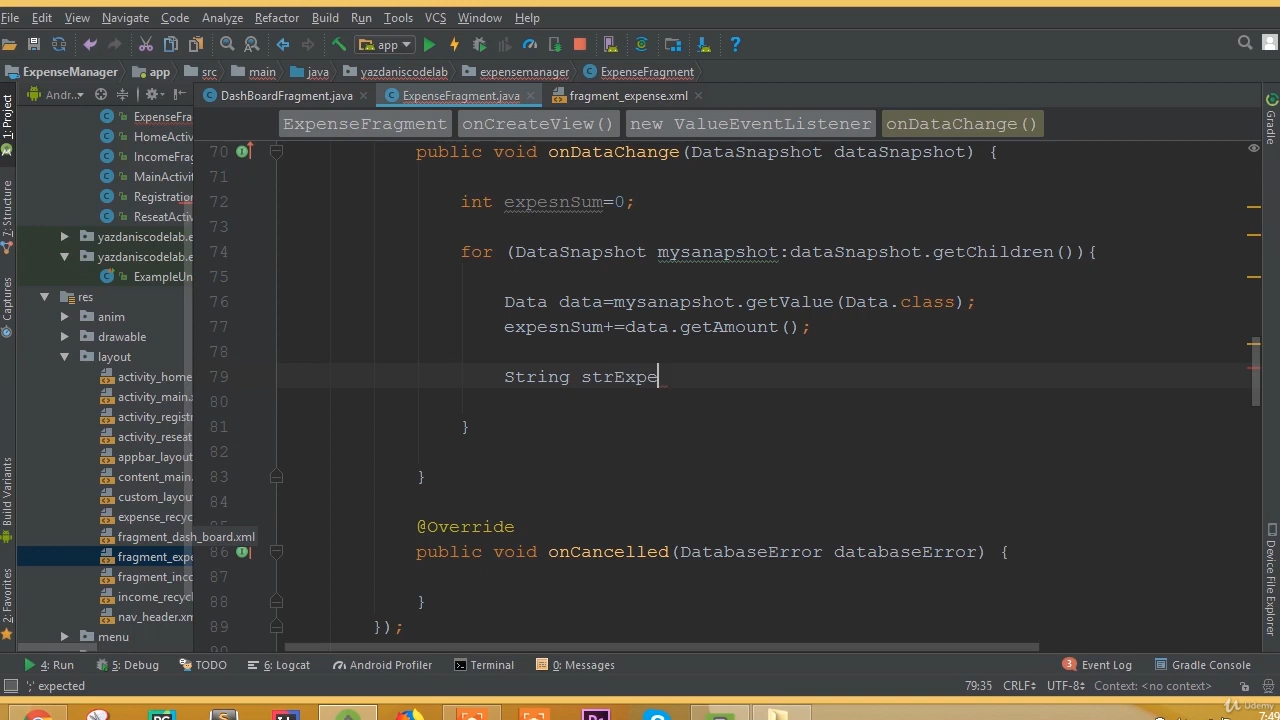 File Edit View Navigate Code Analyze Refactor Build Run Tools VCS Window Help
app
ExpenseManager app src main java yazdaniscodelab expensemanager ExpenseFragment
Andr.. DashBoardFragment.java ExpenseFragment.java fragment_expense.xml
ExpenseFragment onCreateView() new ValueEventListener onDataChange()
1: Project
7: Structure
Captures
Build Variants
2: Favorites
ExpenseFra
HomeActiv
IncomeFrag
MainActivit
Registration
ReseatActiv
yazdaniscodelab.e
yazdaniscodelab.e
ExampleUn
res
anim
drawable
layout
activity_home
activity_main.
activity_registr
activity_reseat
appbar_layout
content_main.
custom_layou
expense_recyc
fragment_dash_board.xml
fragment_expe
fragment_inco
income_recycl
nav_header.xm
menu
70 public void onDataChange(DataSnapshot dataSnapshot) {
71
72 int expesnSum=0;
73
74 for (DataSnapshot mysanapshot:dataSnapshot.getChildren()){
75
76 Data data=mysanapshot.getValue(Data.class);
77 expesnSum+=data.getAmount();
78
79 String strExpe
80
81 }
82
83 }
84
@Override
86 public void onCancelled(DatabaseError databaseError) {
87
88 }
89 });
Gradle
Device File Explorer
4: Run 5: Debug TODO 6: Logcat Android Profiler Terminal 0: Messages 3 Event Log Gradle Console
';' expected 79:35 CRLF UTF-8 Context: <no context>
Udemy